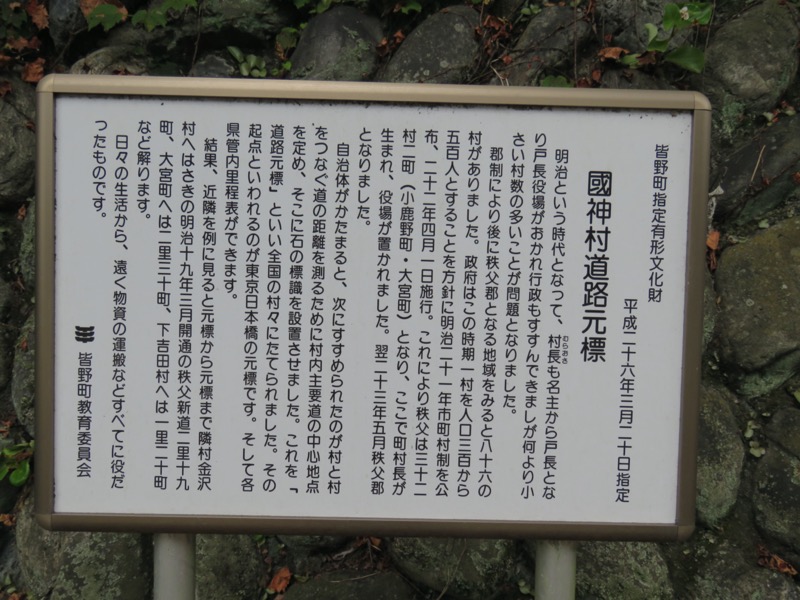 皆野町指定有形文化財
平成二十六年三月二十日指定
國神村道路元標
明治という時代となって、村長も名主から戸長とな
むらおさ
り戸長役場がおかれ行政もすすんできましが何より小
さい村数の多いことが問題となりました。
郡制により後に秩父郡となる地域をみると八十六の
村がありました。政府はこの時期一村を人口三百から
五百人とすることを方針に明治二十一年市町村制を公
布、二十二年四月一日施行。これにより秩父は三十二
村二町（小鹿野町・大宮町）となり、ここで町村長が
生まれ、役場が置かれました。翌二十三年五月秩父郡
となりました。
自治体がかたまると、次にすすめられたのが村と村
をつなぐ道の距離を測るために村内主要道の中心地点
を定め、そこに石の標識を設置させました。これを「
道路元標」といい全国の村々にたてられました。その
起点といわれるのが東京日本橋の元標です。そして各
県管内里程表ができます。
結果、近隣を例に見ると元標から元標まで隣村金沢
村へはさきの明治十九年三月開通の秩父新道二里十九
町、大宮町へは二里三十町、下吉田村へは一里二十町
など解ります。
日々の生活から、遠く物資の運搬などすべてに役だ
ったものです。
皆野町教育委員会